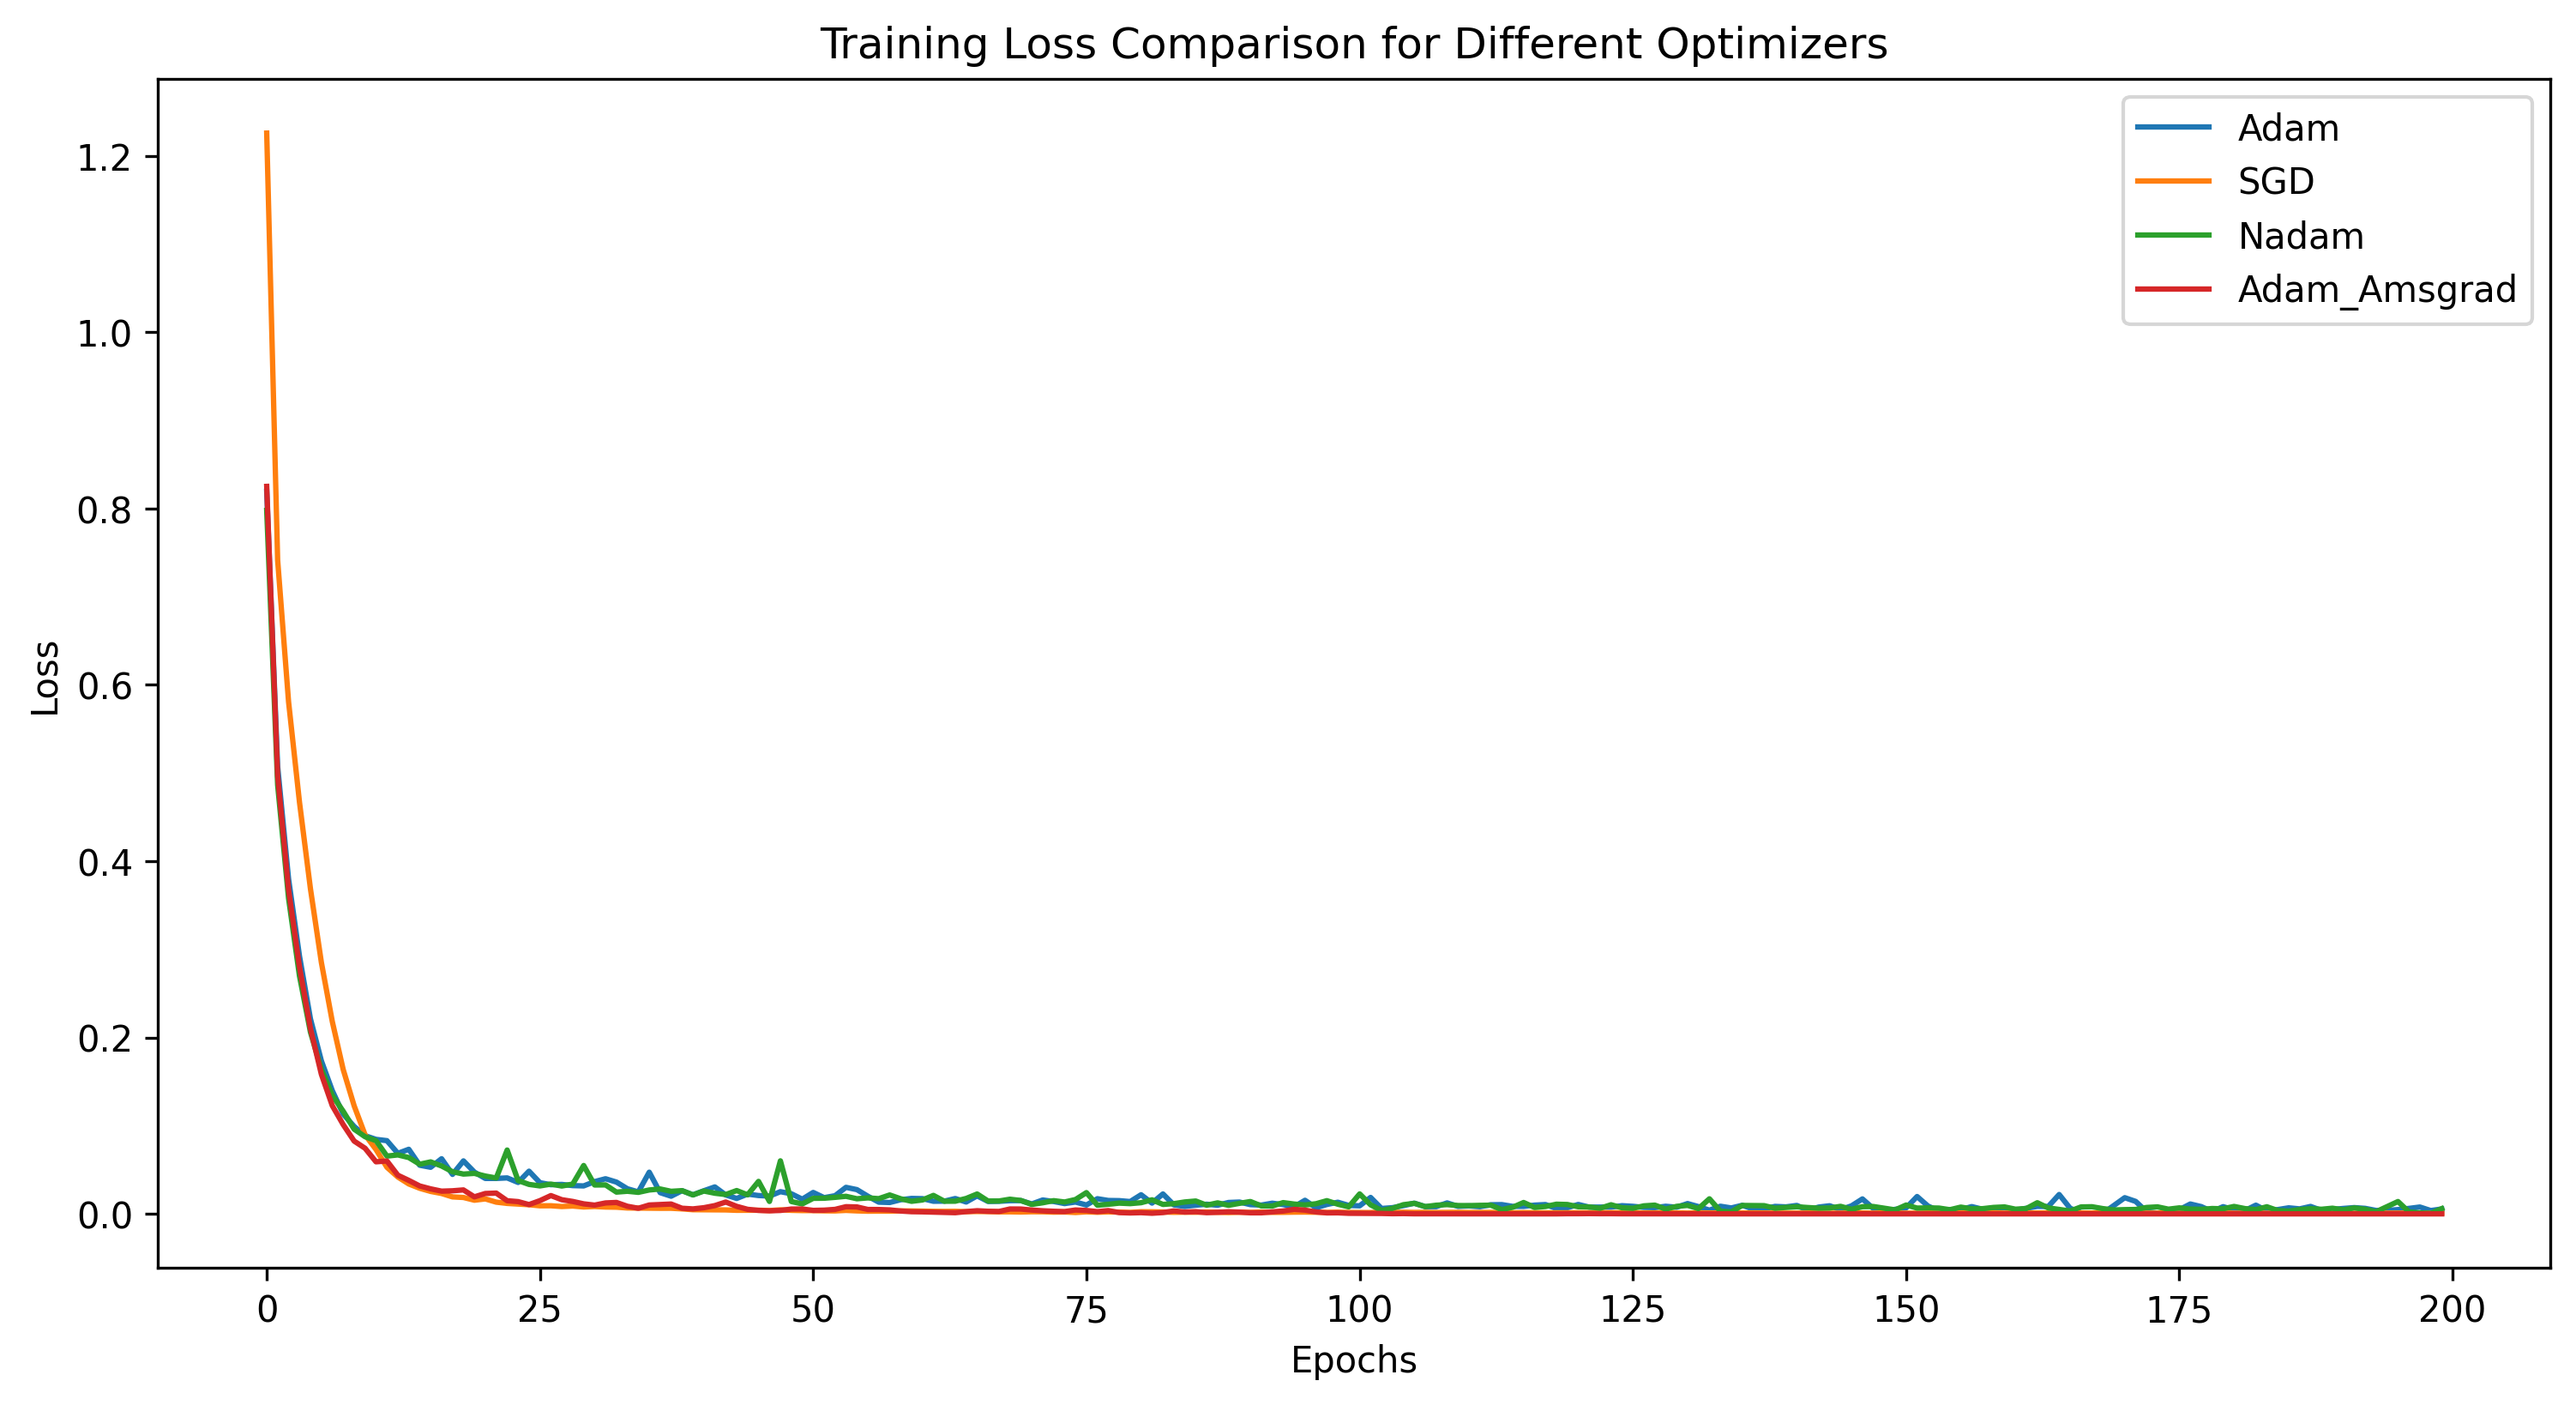 Training Loss Comparison for Different Optimizers
Adam
SGD
Nadam
Adam_Amsgrad
Loss
1.2
1.0
0.8
0.6
0.4
0.2
0.0
0 25 50 75 100 125 150 175 200
Epochs